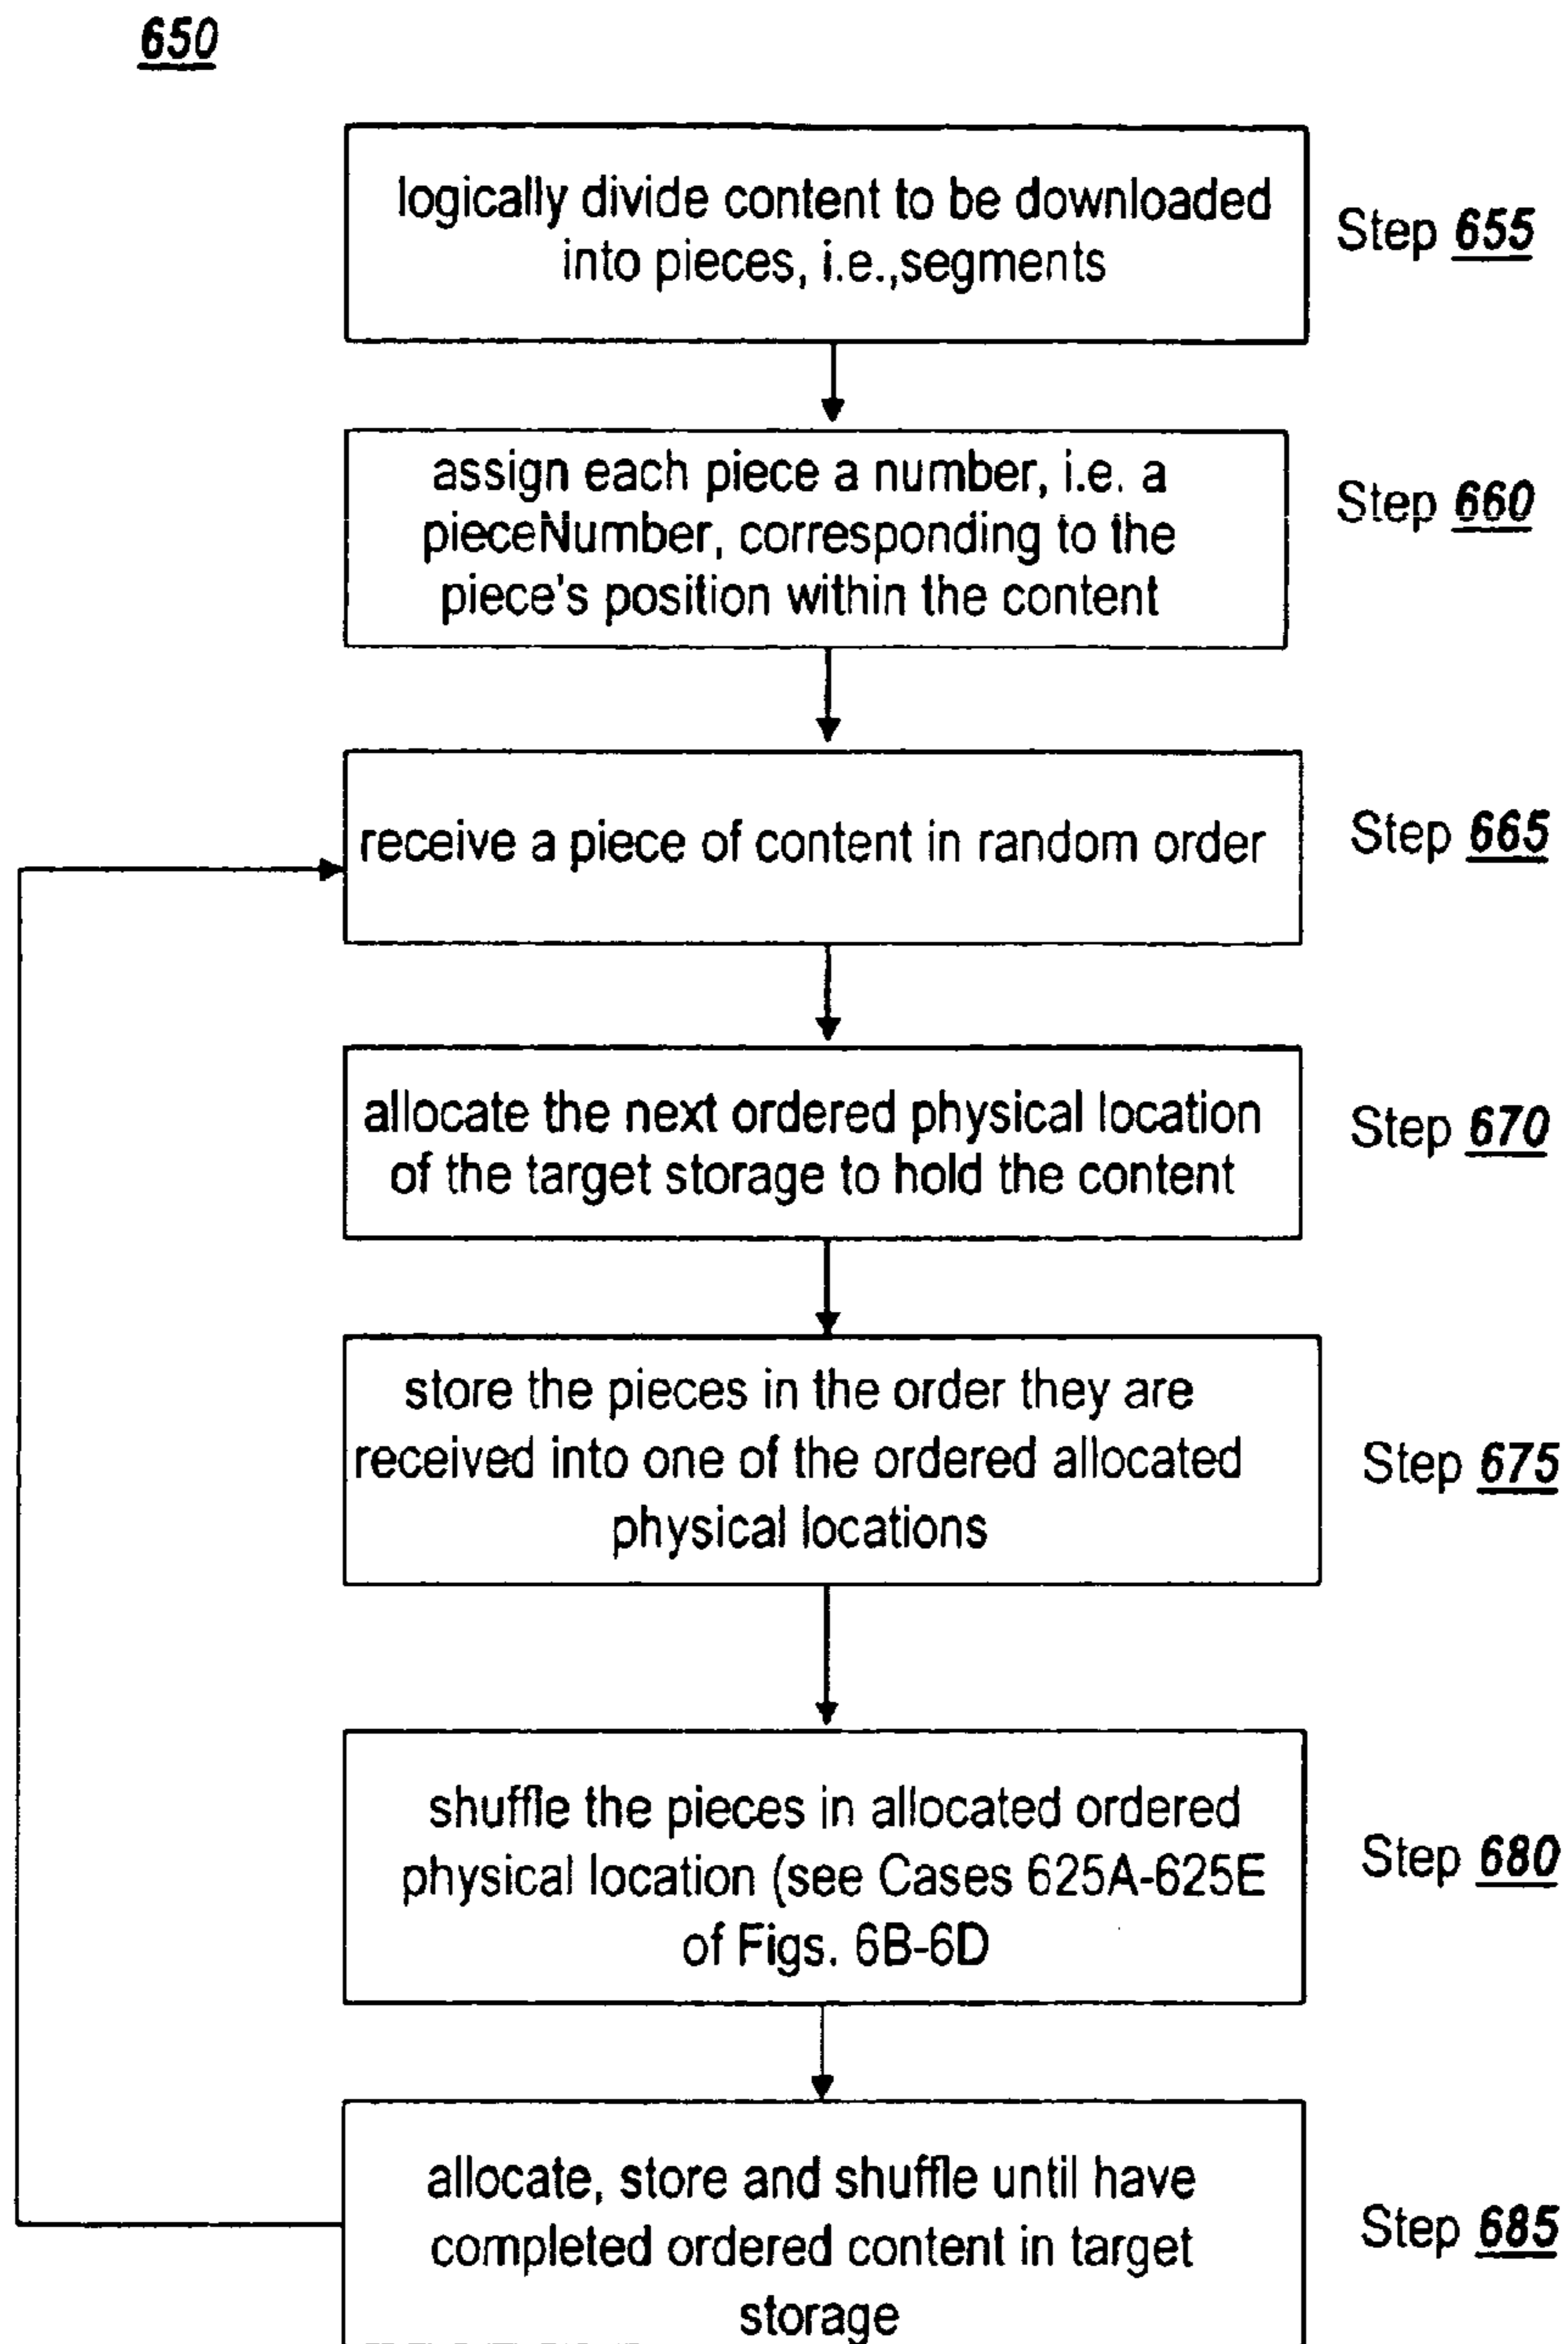 650
logically divide content to be downloaded
into pieces, i.e.,segments
Step 655
assign each piece a number, i.e. a
pieceNumber, corresponding to the
piece's position within the content
Step 660
receive a piece of content in random order
Step 665
allocate the next ordered physical location
of the target storage to hold the content
Step 670
store the pieces in the order they are
received into one of the ordered allocated
physical locations
Step 675
shuffle the pieces in allocated ordered
physical location (see Cases 625A-625E
of Figs. 6B-6D
Step 680
allocate, store and shuffle until have
completed ordered content in target
storage
Step 685